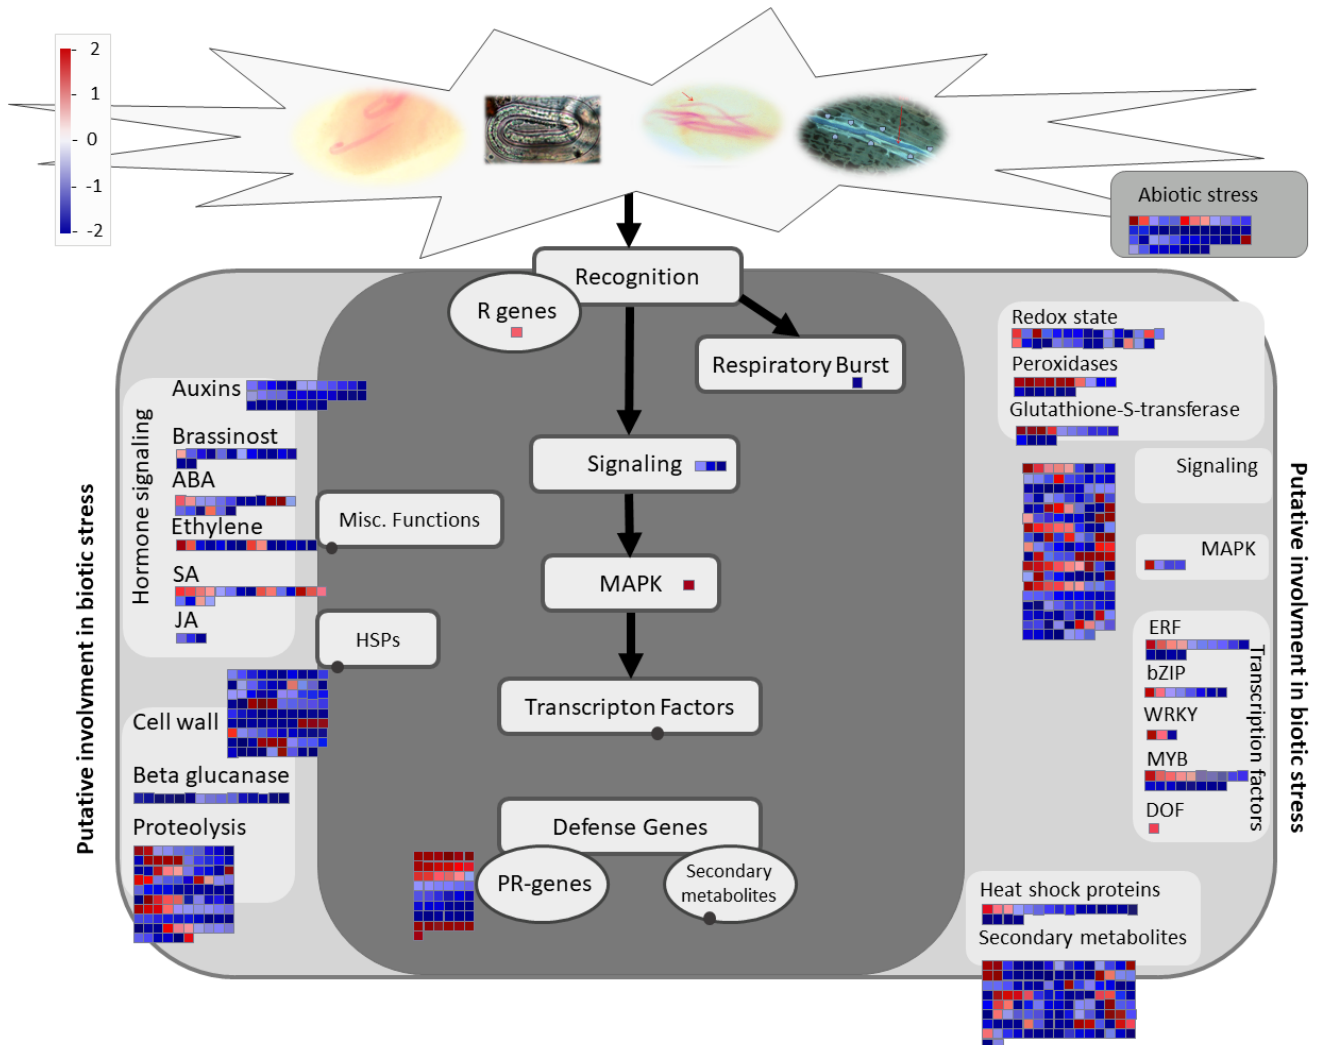 2
1
0
-1
-2
Abiotic stress
Recognition
R genes
Respiratory Burst
Redox state
Peroxidases
Glutathione-S-transferase
Auxins
Brassinost
ABA
Ethylene
SA
JA
Hormone signaling
Signaling
Signaling
Misc. Functions
MAPK
MAPK
HSPs
ERF
bZIP
WRKY
MYB
DOF
Transcription factors
Transcripton Factors
Cell wall
Beta glucanase
Proteolysis
Putative involvment in biotic stress
Putative involvment in biotic stress
Defense Genes
PR-genes
Secondary
metabolites
Heat shock proteins
Secondary metabolites